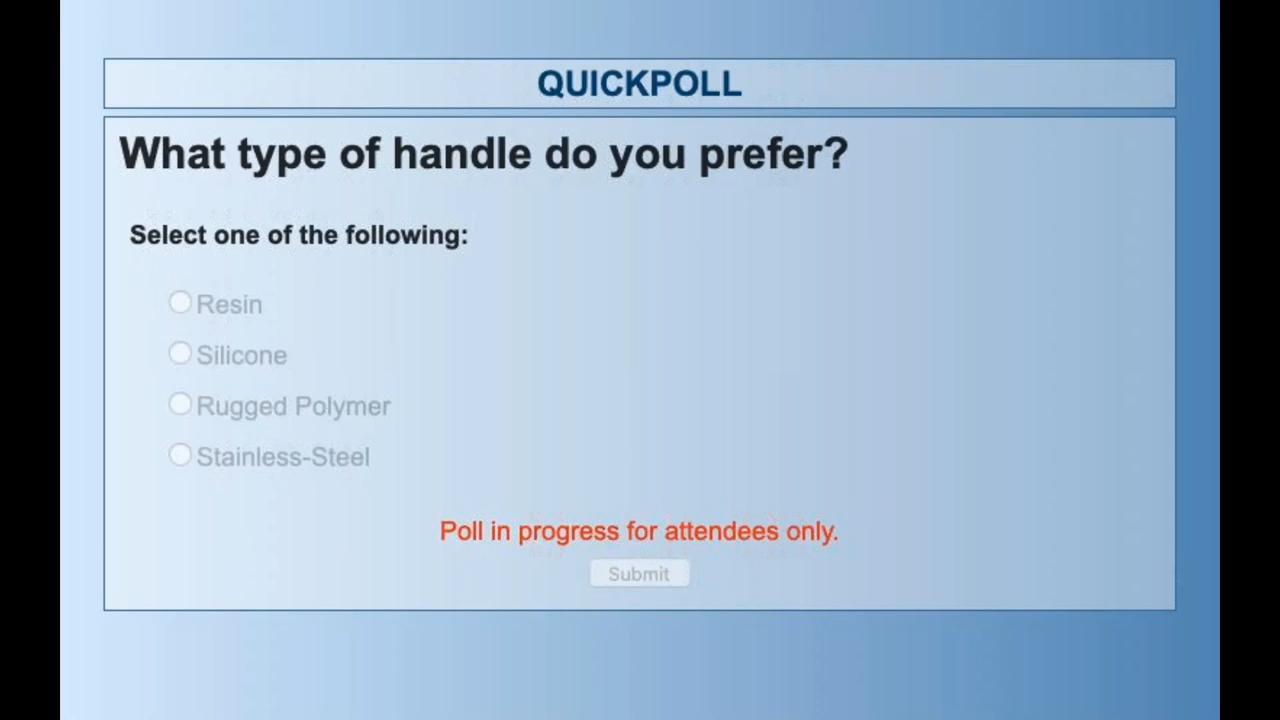 QUICKPOLL
What type of handle do you prefer?
Select one of the following:
Resin
Silicone
Rugged Polymer
Stainless-Steel
Poll in progress for attendees only.
Submit